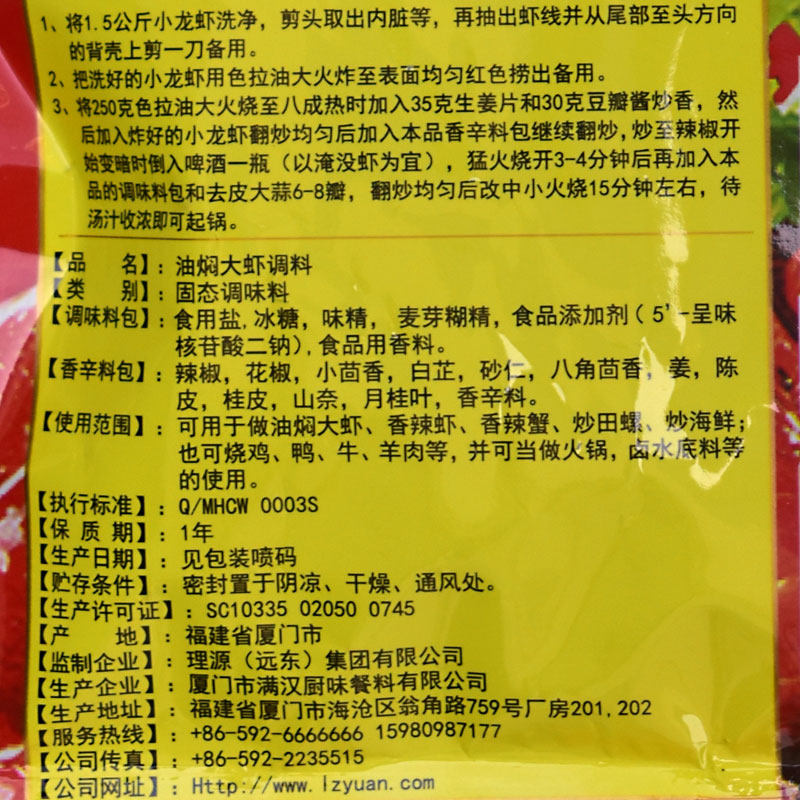 1、将1.5公斤小龙虾洗净，剪头取出内脏等，再抽出虾线并从尾部至头方向
的背壳上剪一刀备用。
2、把洗好的小龙虾用色拉油大火炸至表面均匀红色捞出备用。
3、将250克色拉油大火烧至八成热时加入35克生姜片和30克豆瓣酱炒香，然
后加入炸好的小龙虾翻炒均匀后加入本品香辛料包继续翻炒,炒至辣椒开
始变暗时倒入啤酒一瓶（以淹没虾为宜），猛火烧开3-4分钟后再加入本
品的调味料包和去皮大蒜6-8瓣，翻炒均匀后改中小火烧15分钟左右，待
汤汁收浓即可起锅。
【品　　名】：油焖大虾调料
【类　　别】：固态调味料
【调味料包】：食用盐,冰糖，味精，麦芽糊精，食品添加剂（5'-呈味
核苷酸二钠）,食品用香料。
【香辛料包】：辣椒，花椒，小茴香，白芷，砂仁，八角茴香，姜，陈
皮，桂皮，山奈，月桂叶，香辛料。
【使用范围】：可用于做油焖大虾、香辣虾、香辣蟹、炒田螺、炒海鲜；
也可烧鸡、鸭、牛、羊肉等，并可当做火锅，卤水底料等
的使用。
【执行标准】：Q/MHCW 0003S
【保 质 期】：1年
【生产日期】：见包装喷码
【贮存条件】：密封置于阴凉、干燥、通风处。
【生产许可证】：SC10335 02050 0745
【产　　地】：福建省厦门市
【监制企业】：理源（远东）集团有限公司
【生产企业】：厦门市满汉厨味餐料有限公司
【生产地址】：福建省厦门市海沧区翁角路759号厂房201,202
【服务热线】：+86-592-6666666 15980987177
【公司传真】：+86-592-2235515
【公司网址】：Http://www.lzyuan.com